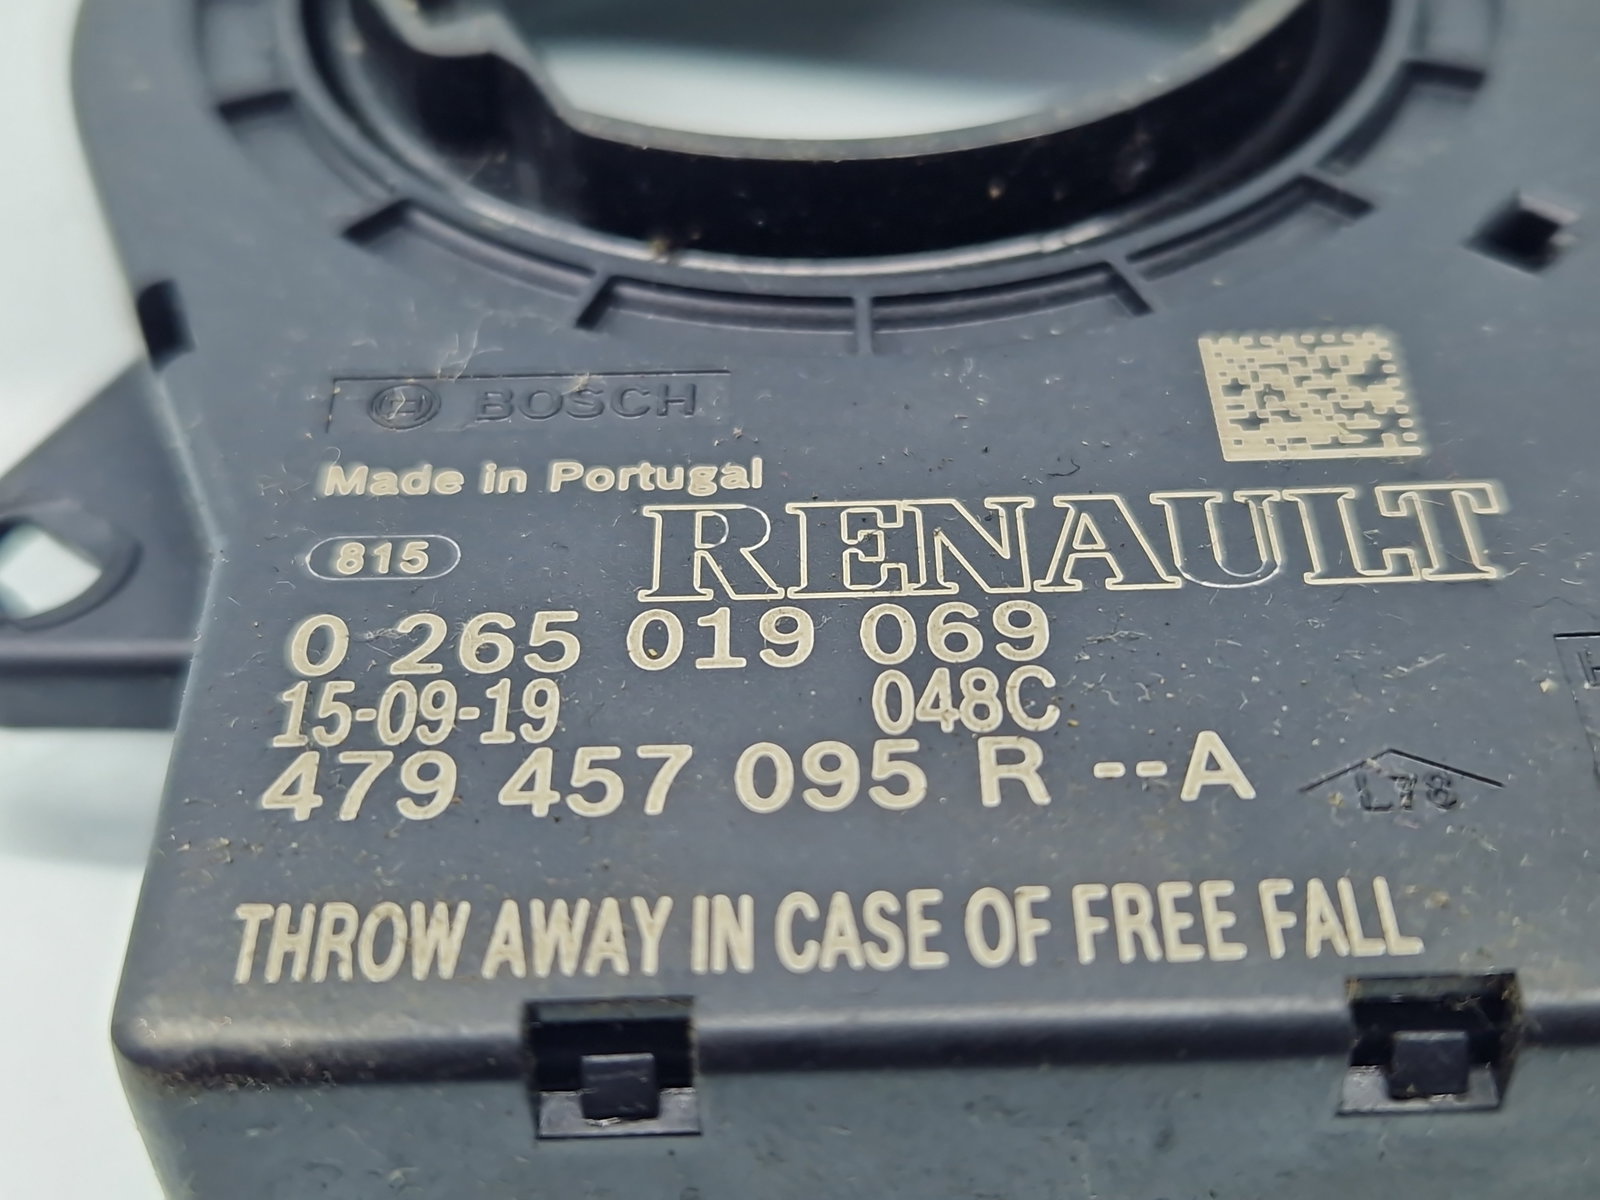 BOSCH
Made in Portugal
815
RENAULT
0 265 019 069
15-09-19 048C
479 457 095 R --A
L78
THROW AWAY IN CASE OF FREE FALL